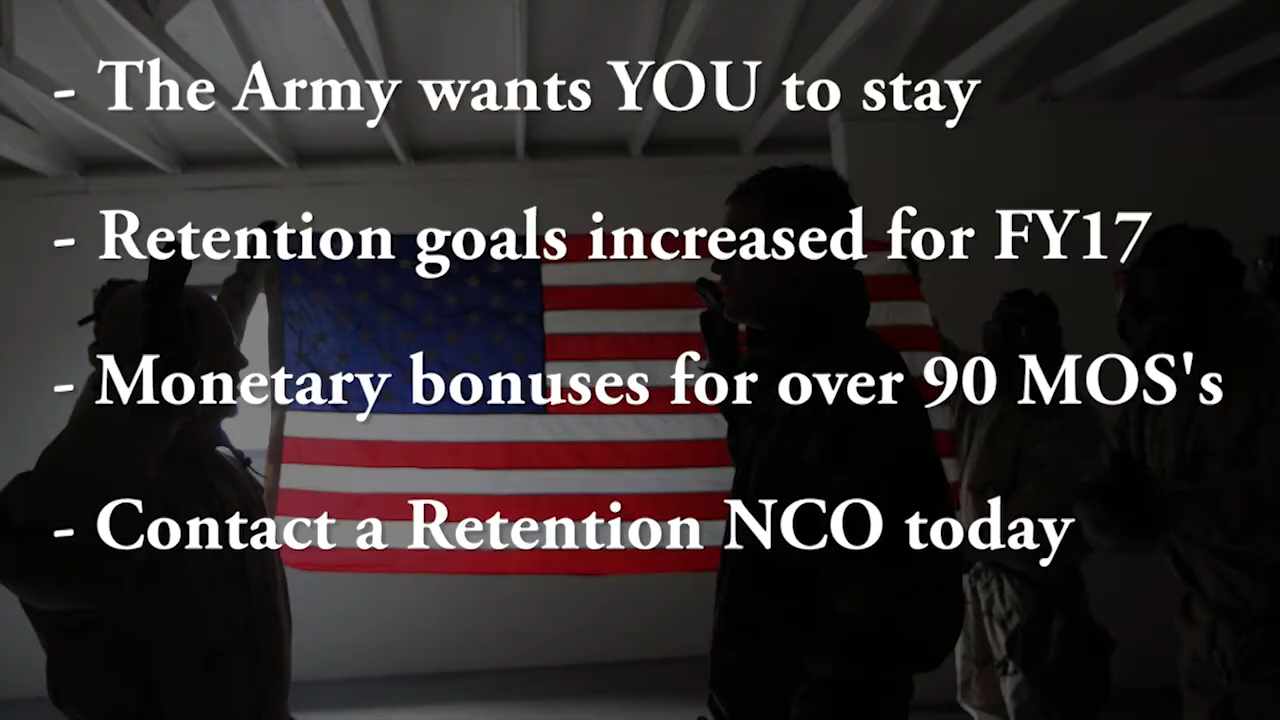 - The Army wants YOU to stay
- Retention goals increased for FY17
- Monetary bonuses for over 90 MOS's
- Contact a Retention NCO today